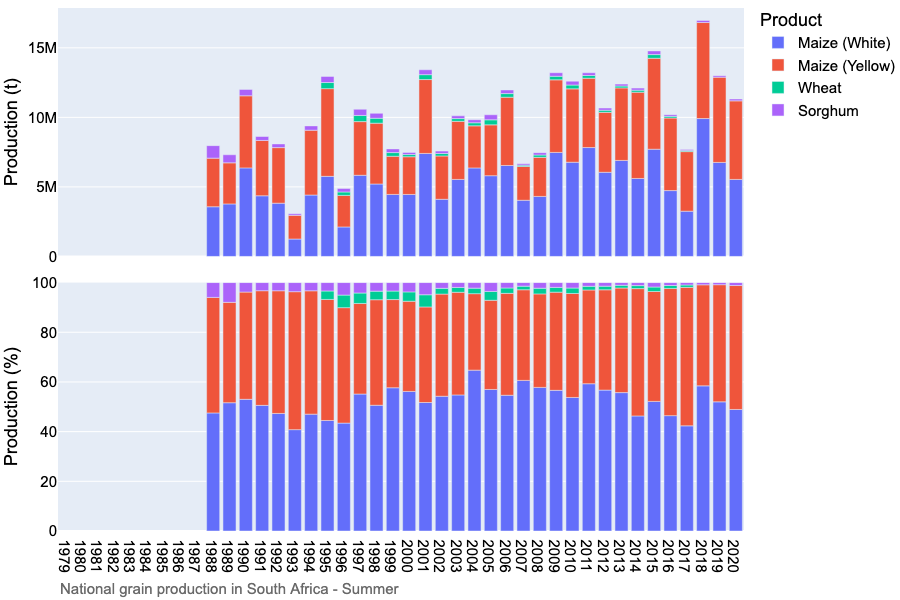 Product
Maize (White)
Maize (Yellow)
Wheat
Sorghum
Production (t)
15M
10M
5M
0
Production (%)
100
80
60
40
20
0
1979 1980 1981 1982 1983 1984 1985 1986 1987 1988 1989 1990 1991 1992 1993 1994 1995 1996 1997 1998 1999 2000 2001 2002 2003 2004 2005 2006 2007 2008 2009 2010 2011 2012 2013 2014 2015 2016 2017 2018 2019 2020
National grain production in South Africa - Summer